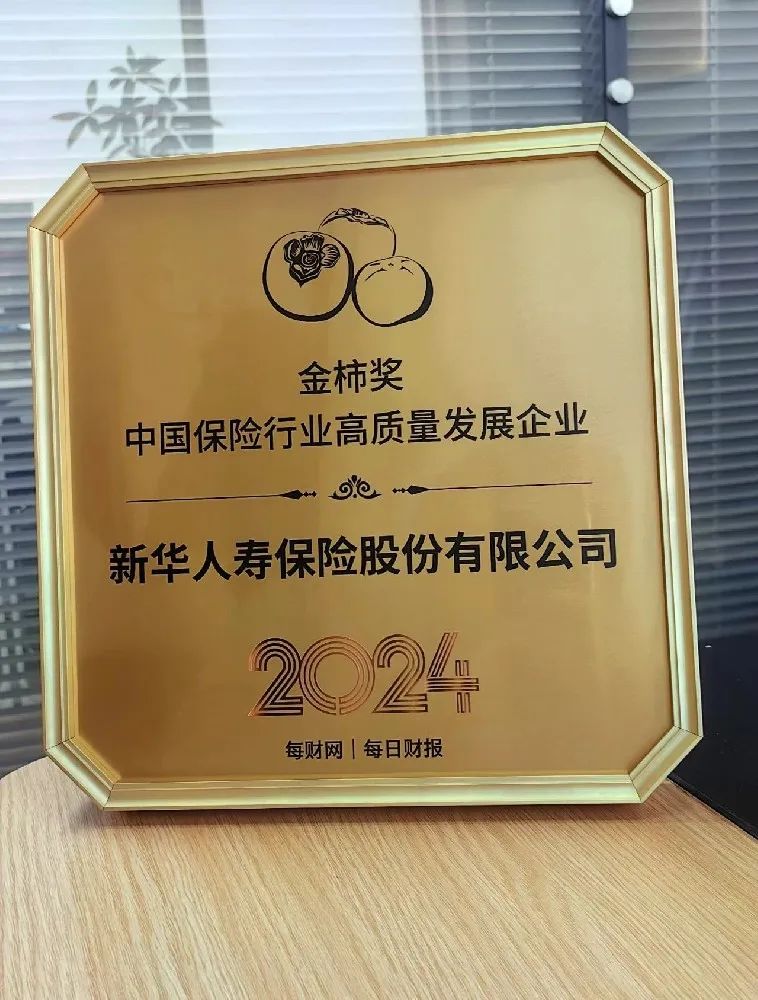 金柿奖
中国保险行业高质量发展企业
新华人寿保险股份有限公司
2024
每财网｜每日财报